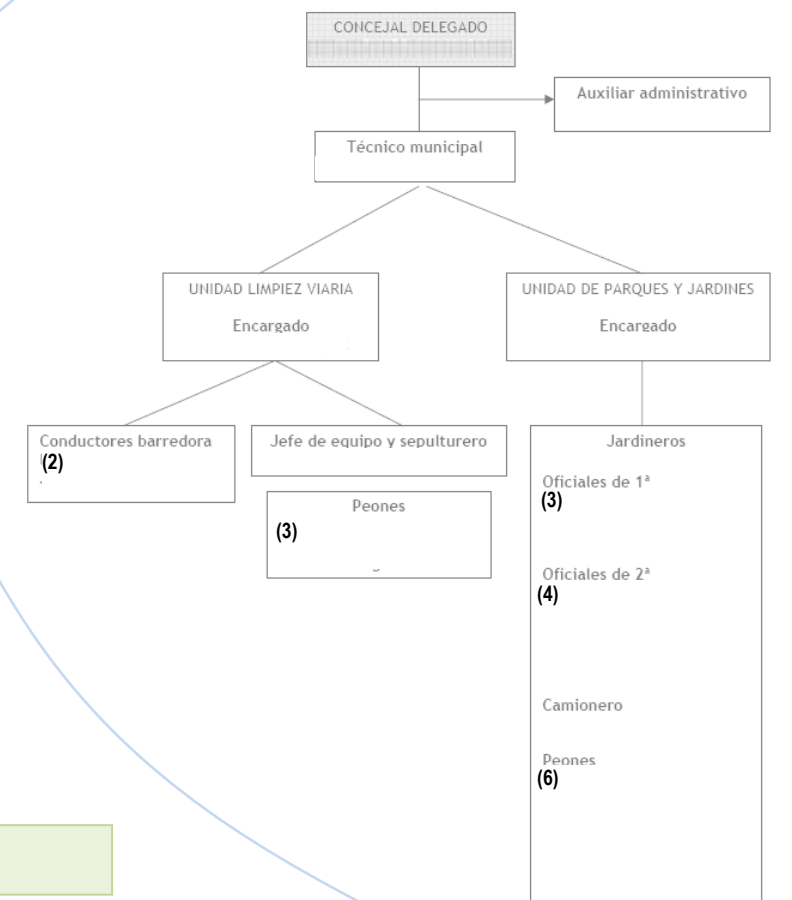 CONCEJAL DELEGADO
Auxiliar administrativo
Técnico municipal
UNIDAD LIMPIEZ VIARIA
Encargado
UNIDAD DE PARQUES Y JARDINES
Encargado
Conductores barredora
(2)
Jefe de equipo y sepulturero
Peones
(3)
Jardineros
Oficiales de 1ª
(3)
Oficiales de 2ª
(4)
Camionero
Peones
(6)